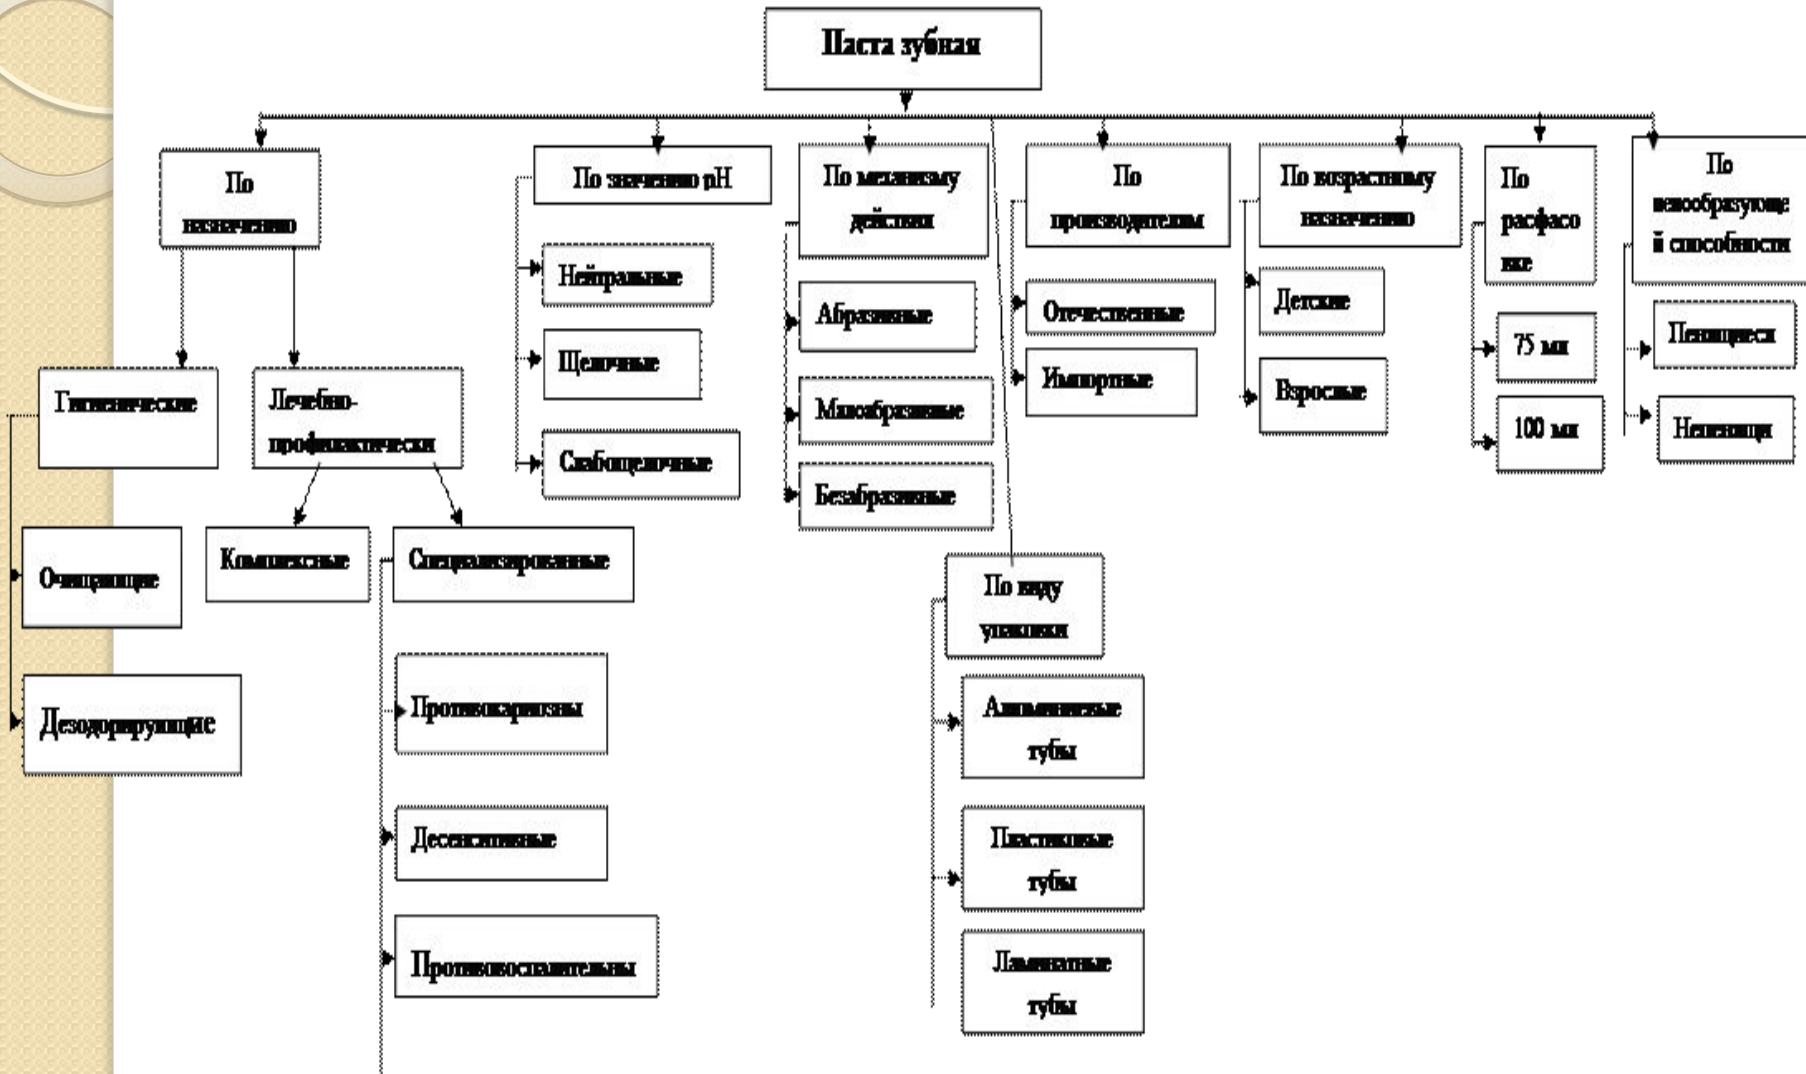 Паста зубная
По
назначению
По значению pH
По механизму
действия
По
производителям
По возрастному
назначению
По
расфасо
вке
По
пенообразующе
й способности
Гигиенические
Лечебно-
профилактически
Очищающие
Дезодорирующие
Комплексные
Специализированные
Противокариозны
Десенситивные
Противовоспалительны
Нейтральные
Щелочные
Слабощелочные
Абразивные
Малоабразивные
Безабразивные
По виду
упаковки
Алюминиевые
тубы
Пластиковые
тубы
Ламинатные
тубы
Отечественные
Импортные
Детские
Взрослые
75 мл
100 мл
Пенящиеся
Непенящи